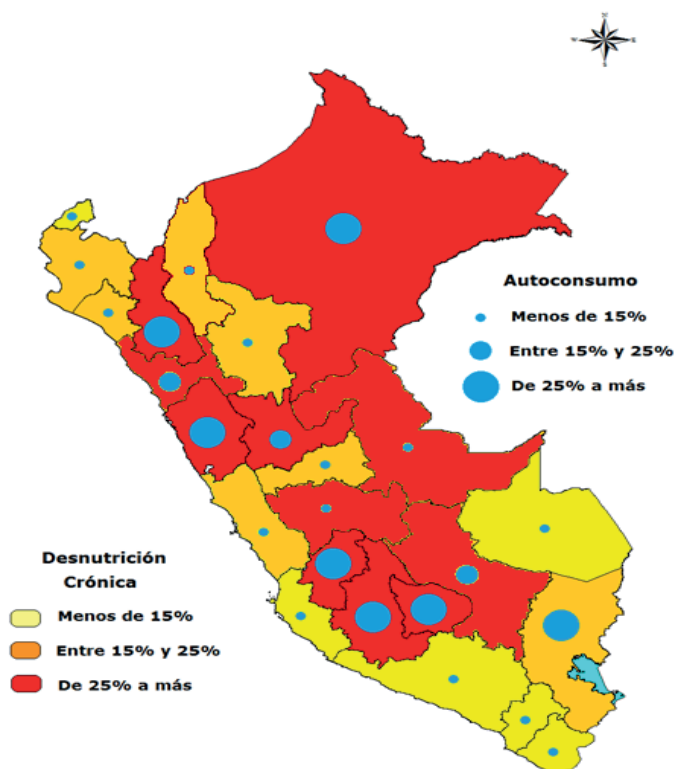 N
W
E
S
Autoconsumo
Menos de 15%
Entre 15% y 25%
De 25% a más
Desnutrición
Crónica
Menos de 15%
Entre 15% y 25%
De 25% a más